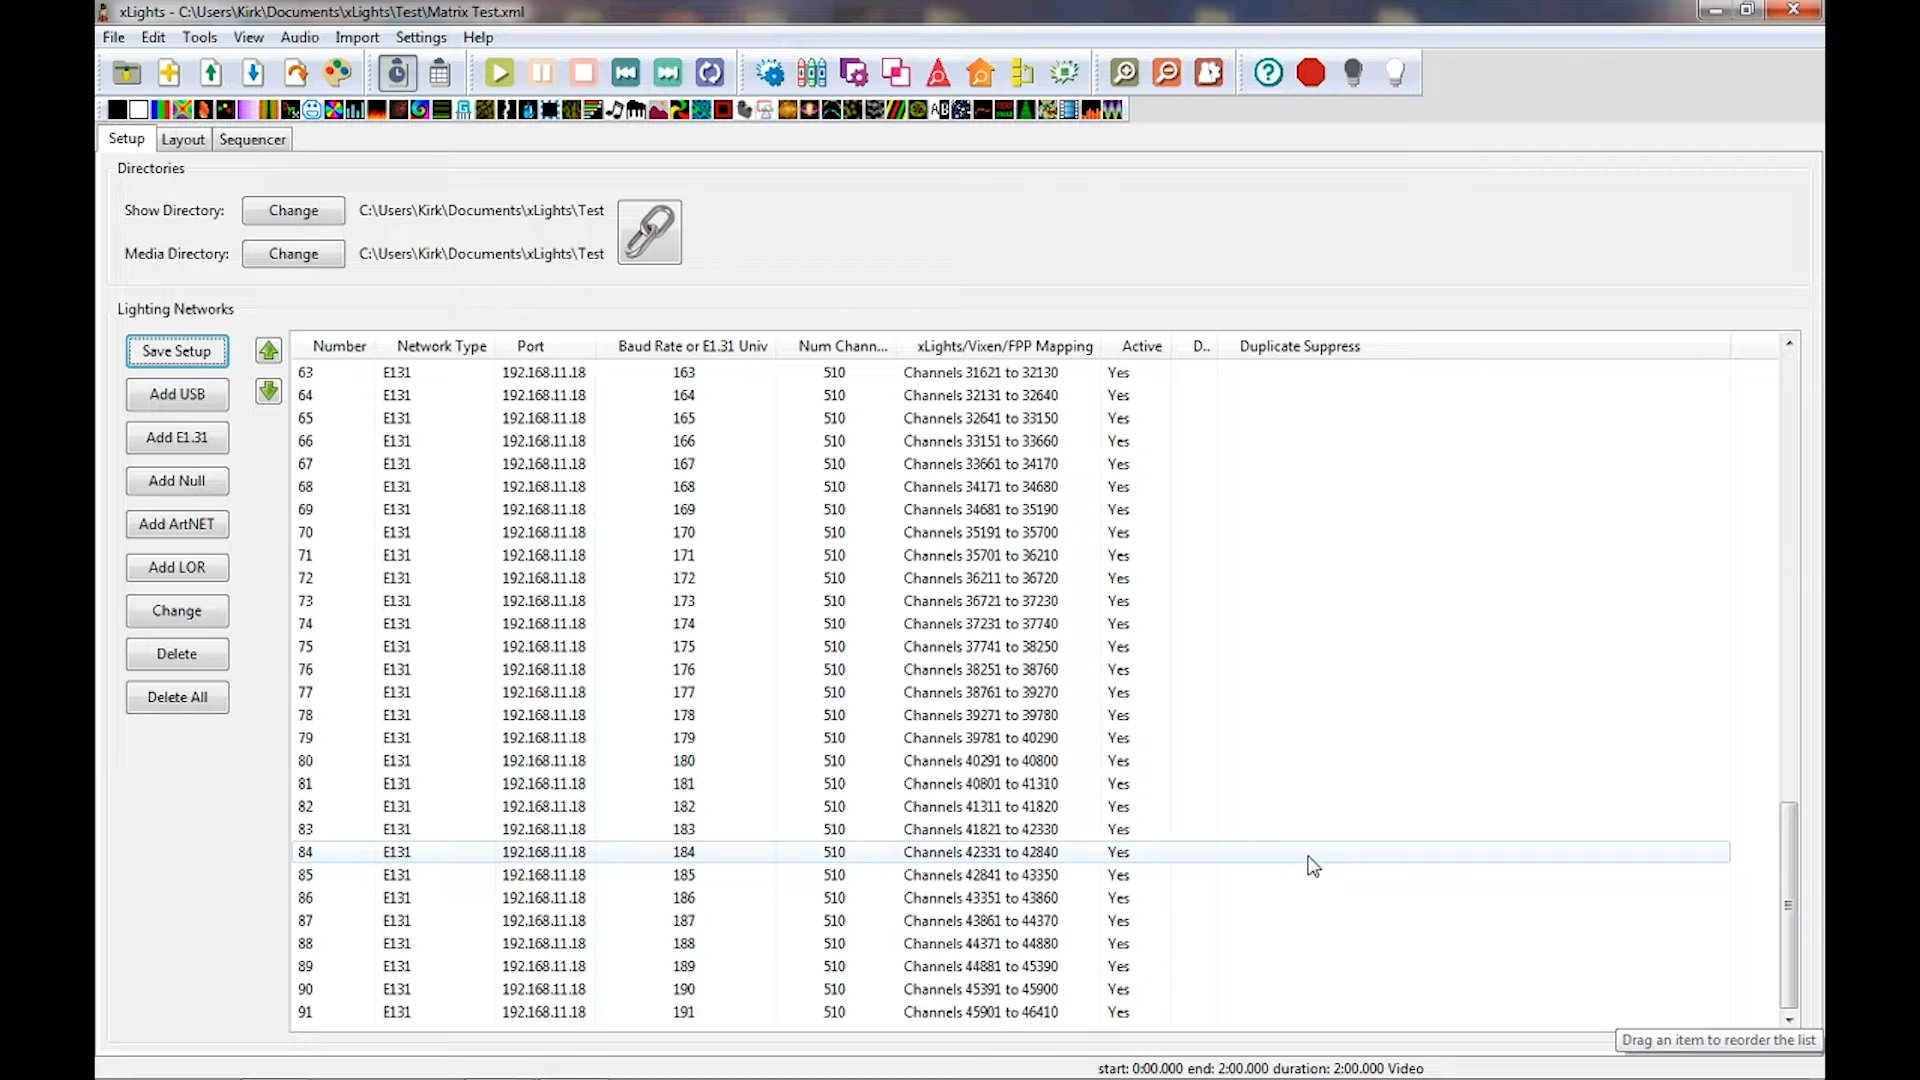 xLights - C:\Users\Kirk\Documents\xLights\Test\Matrix Test.xml
File Edit Tools View Audio Import Settings Help
Setup Layout Sequencer
Directories
Show Directory: Change C:\Users\Kirk\Documents\xLights\Test
Media Directory: Change C:\Users\Kirk\Documents\xLights\Test
Lighting Networks
Save Setup
Add USB
Add E1.31
Add Null
Add ArtNET
Add LOR
Change
Delete
Delete All
Number Network Type Port Baud Rate or E1.31 Univ Num Chann... xLights/Vixen/FPP Mapping Active D.. Duplicate Suppress
63 E131 192.168.11.18 163 510 Channels 31621 to 32130 Yes
64 E131 192.168.11.18 164 510 Channels 32131 to 32640 Yes
65 E131 192.168.11.18 165 510 Channels 32641 to 33150 Yes
66 E131 192.168.11.18 166 510 Channels 33151 to 33660 Yes
67 E131 192.168.11.18 167 510 Channels 33661 to 34170 Yes
68 E131 192.168.11.18 168 510 Channels 34171 to 34680 Yes
69 E131 192.168.11.18 169 510 Channels 34681 to 35190 Yes
70 E131 192.168.11.18 170 510 Channels 35191 to 35700 Yes
71 E131 192.168.11.18 171 510 Channels 35701 to 36210 Yes
72 E131 192.168.11.18 172 510 Channels 36211 to 36720 Yes
73 E131 192.168.11.18 173 510 Channels 36721 to 37230 Yes
74 E131 192.168.11.18 174 510 Channels 37231 to 37740 Yes
75 E131 192.168.11.18 175 510 Channels 37741 to 38250 Yes
76 E131 192.168.11.18 176 510 Channels 38251 to 38760 Yes
77 E131 192.168.11.18 177 510 Channels 38761 to 39270 Yes
78 E131 192.168.11.18 178 510 Channels 39271 to 39780 Yes
79 E131 192.168.11.18 179 510 Channels 39781 to 40290 Yes
80 E131 192.168.11.18 180 510 Channels 40291 to 40800 Yes
81 E131 192.168.11.18 181 510 Channels 40801 to 41310 Yes
82 E131 192.168.11.18 182 510 Channels 41311 to 41820 Yes
83 E131 192.168.11.18 183 510 Channels 41821 to 42330 Yes
84 E131 192.168.11.18 184 510 Channels 42331 to 42840 Yes
85 E131 192.168.11.18 185 510 Channels 42841 to 43350 Yes
86 E131 192.168.11.18 186 510 Channels 43351 to 43860 Yes
87 E131 192.168.11.18 187 510 Channels 43861 to 44370 Yes
88 E131 192.168.11.18 188 510 Channels 44371 to 44880 Yes
89 E131 192.168.11.18 189 510 Channels 44881 to 45390 Yes
90 E131 192.168.11.18 190 510 Channels 45391 to 45900 Yes
91 E131 192.168.11.18 191 510 Channels 45901 to 46410 Yes
Drag an item to reorder the list
start: 0:00.000 end: 2:00.000 duration: 2:00.000 Video